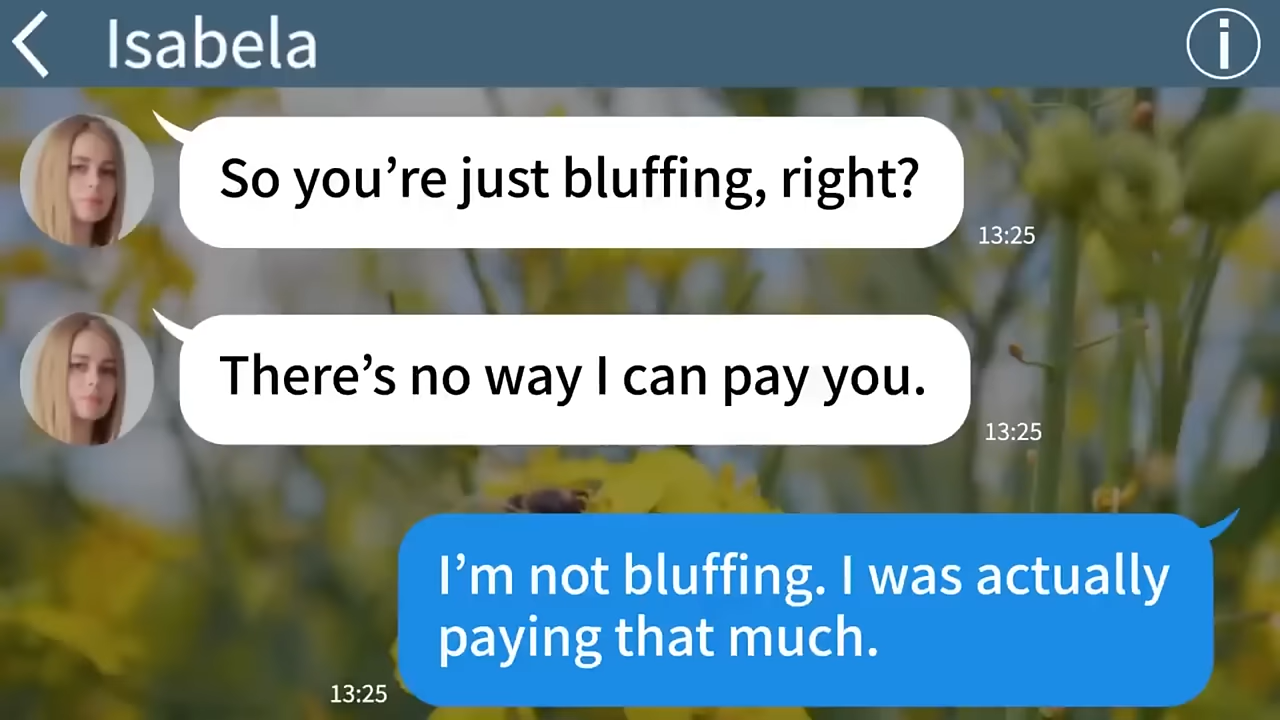 Isabela
So you’re just bluffing, right?
13:25
There’s no way I can pay you.
13:25
I’m not bluffing. I was actually
paying that much.
13:25